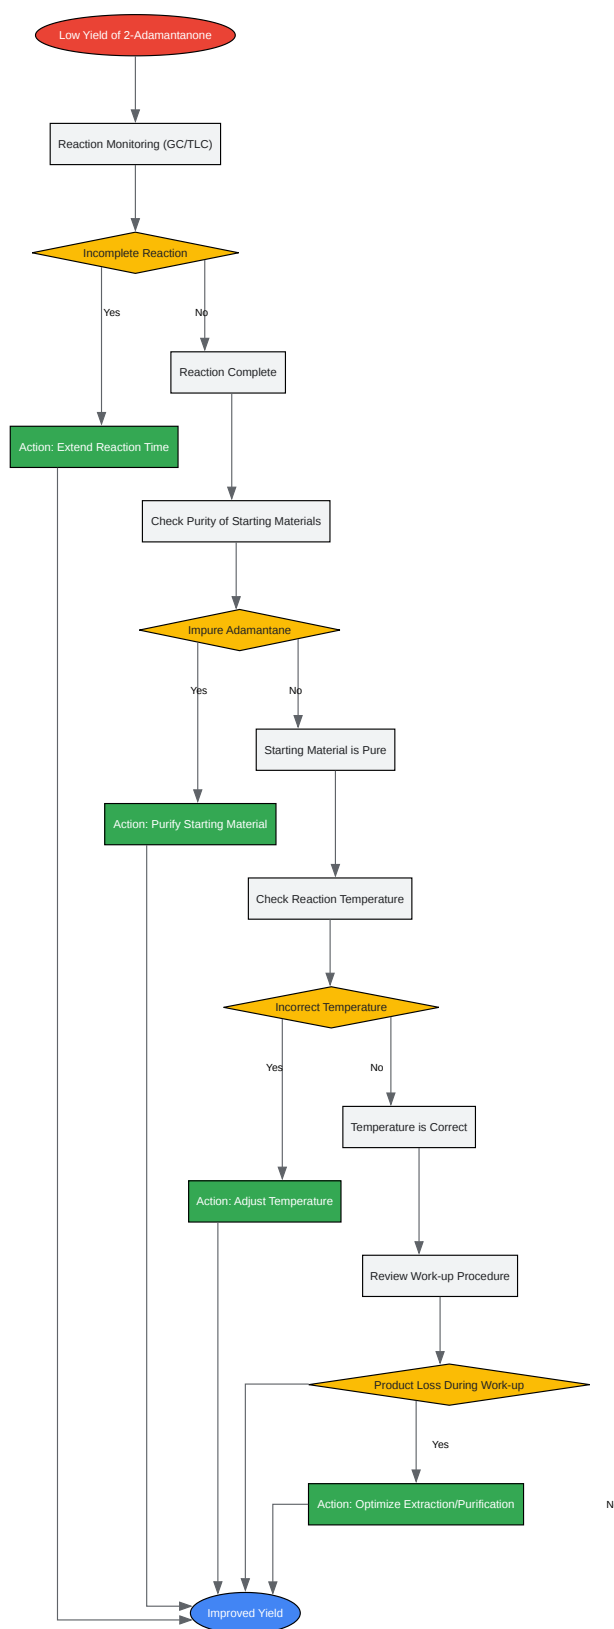 Low Yield of 2-Adamantanone
Reaction Monitoring (GC/TLC)
Incomplete Reaction
Yes
No
Reaction Complete
Action: Extend Reaction Time
Check Purity of Starting Materials
Impure Adamantane
Yes
No
Starting Material is Pure
Action: Purify Starting Material
Check Reaction Temperature
Incorrect Temperature
Yes
No
Temperature is Correct
Action: Adjust Temperature
Review Work-up Procedure
Product Loss During Work-up
Yes
Action: Optimize Extraction/Purification
N
Improved Yield